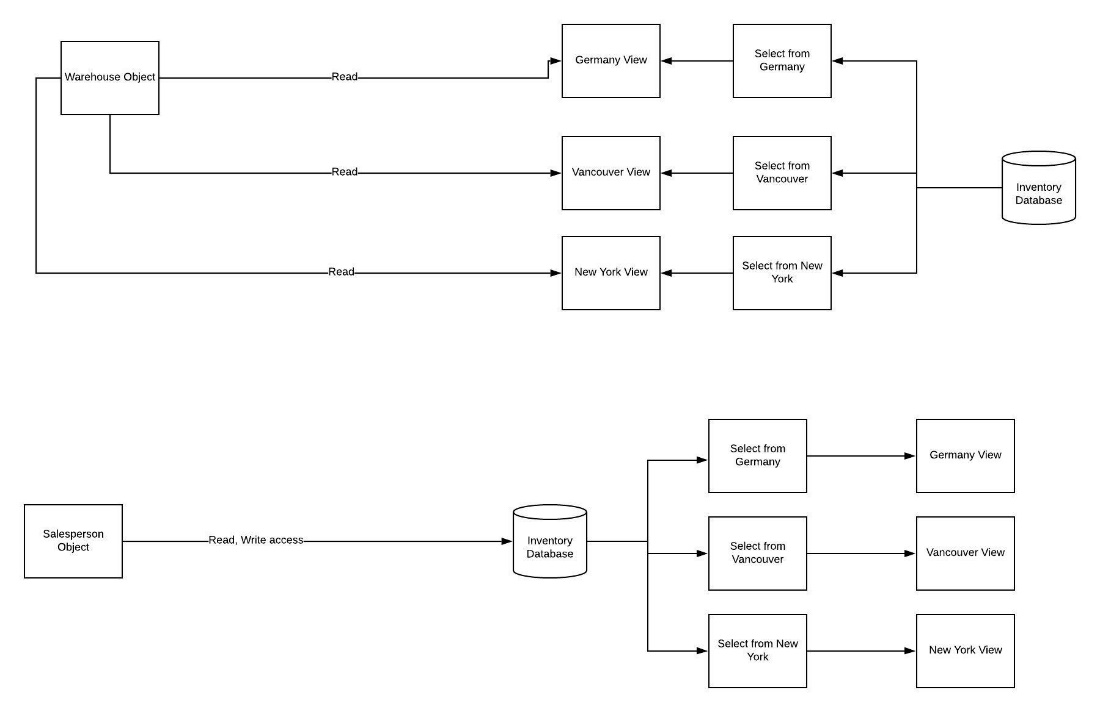 Warehouse Object
Read
Germany View
Select from
Germany
Read
Vancouver View
Select from
Vancouver
Inventory
Database
Read
New York View
Select from New
York
Salesperson
Object
Read, Write access
Inventory
Database
Select from
Germany
Germany View
Select from
Vancouver
Vancouver View
Select from New
York
New York View